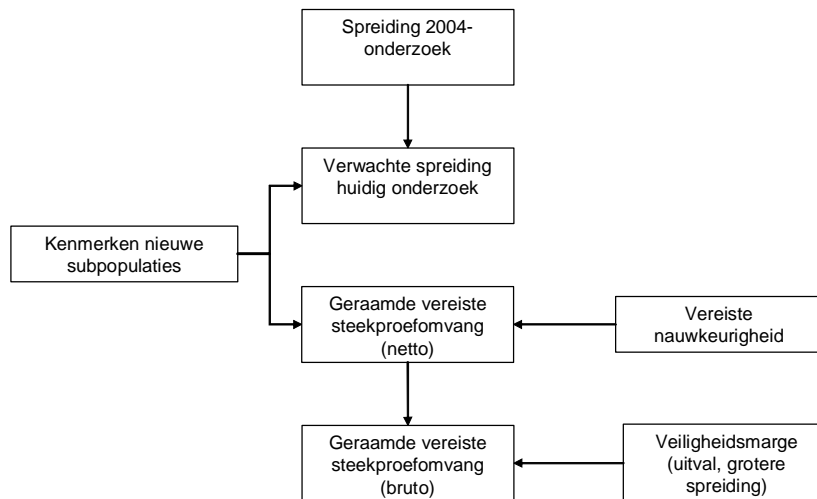 Spreiding 2004-
onderzoek
Verwachte spreiding
huidig onderzoek
Kenmerken nieuwe
subpopulaties
Geraamde vereiste
steekproefomvang
(netto)
Vereiste
nauwkeurigheid
Geraamde vereiste
steekproefomvang
(bruto)
Veiligheidsmarge
(uitval, grotere
spreiding)